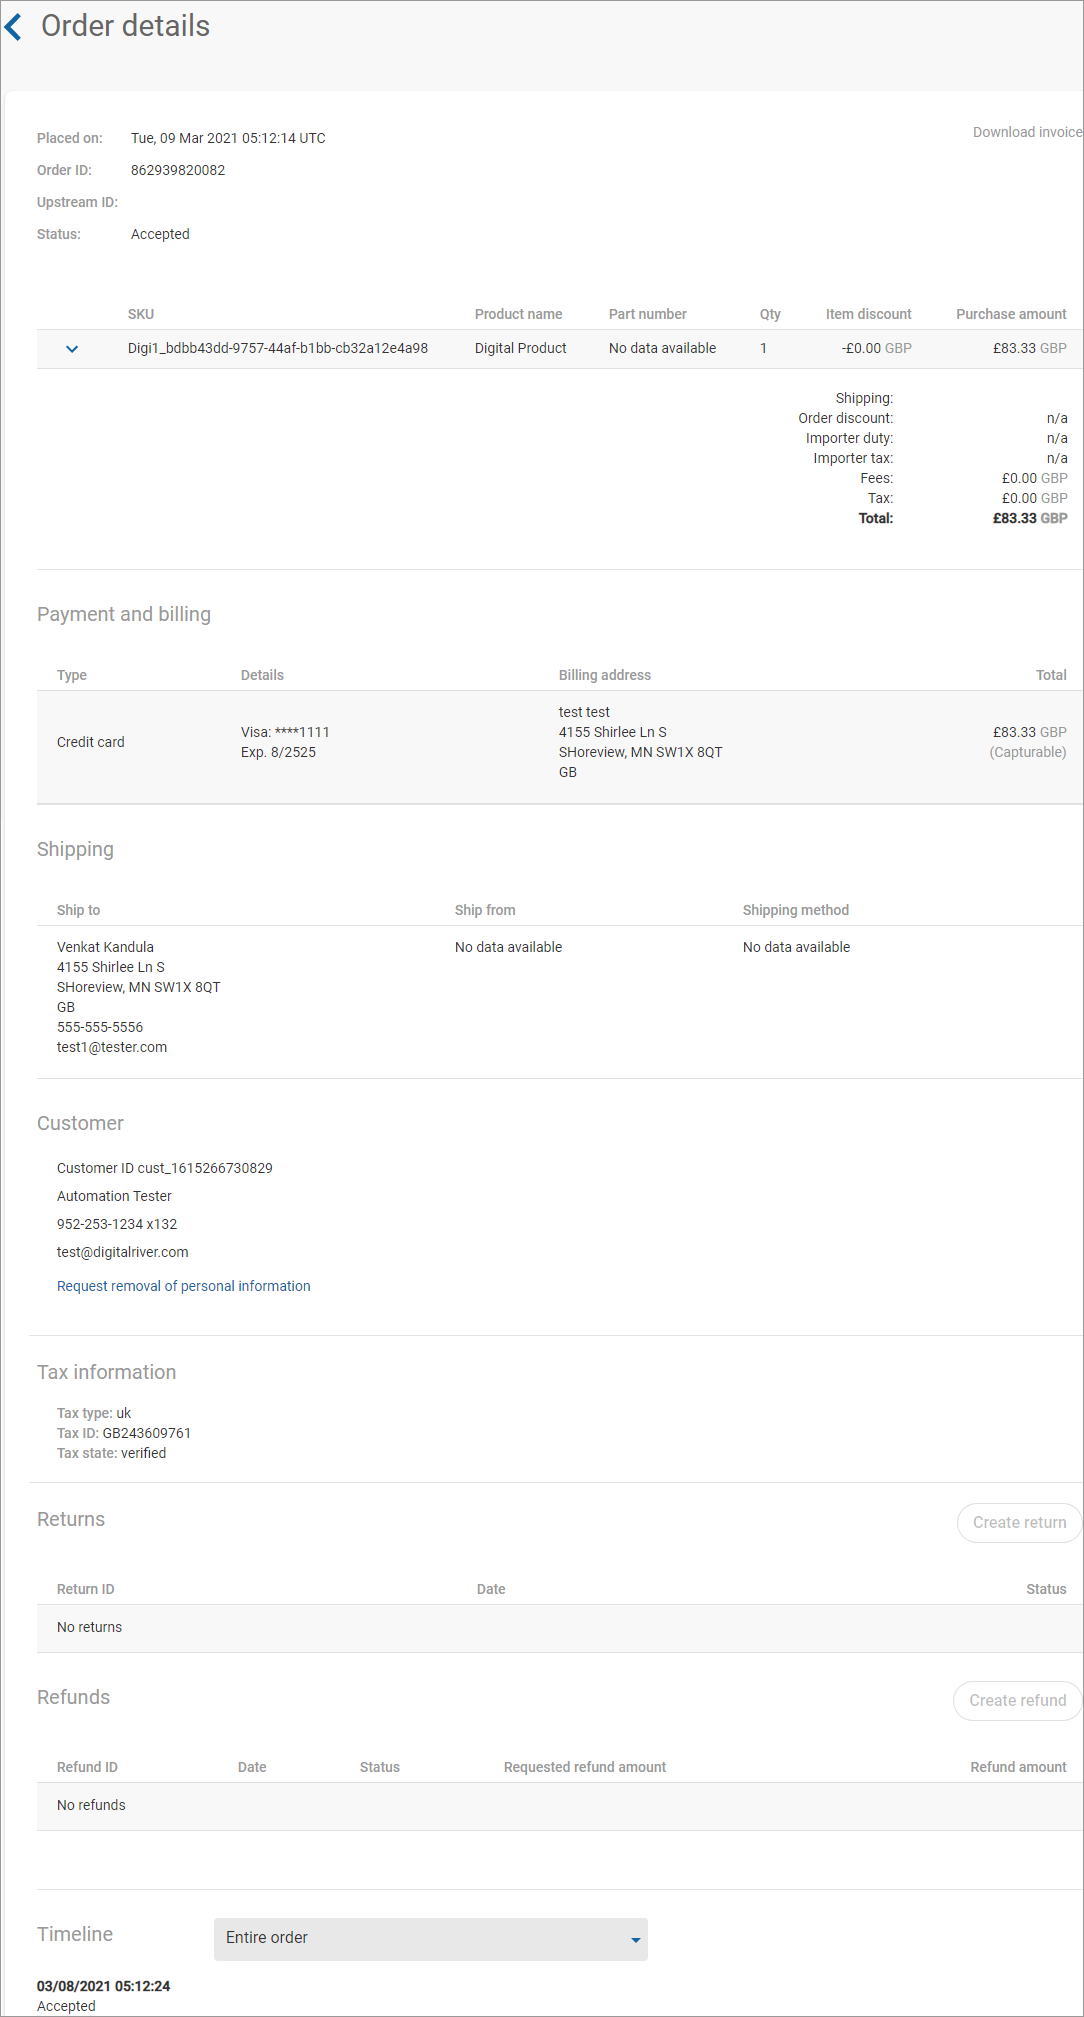 Order details
Download invoice
Placed on: Tue, 09 Mar 2021 05:12:14 UTC
Order ID: 862939820082
Upstream ID:
Status: Accepted
SKU Product name Part number Qty Item discount Purchase amount
Digi1_bdbb43dd-9757-44af-b1bb-cb32a12e4a98 Digital Product No data available 1 -£0.00 GBP £83.33 GBP
Shipping:
Order discount: n/a
Importer duty: n/a
Importer tax: n/a
Fees: £0.00 GBP
Tax: £0.00 GBP
Total: £83.33 GBP
Payment and billing
Type Details Billing address Total
Credit card
Visa: ****1111
Exp. 8/2525
test test
4155 Shirlee Ln S
SHoreview, MN SW1X 8QT
GB
£83.33 GBP
(Capturable)
Shipping
Ship to Ship from Shipping method
Venkat Kandula No data available No data available
4155 Shirlee Ln S
SHoreview, MN SW1X 8QT
GB
555-555-5556
test1@tester.com
Customer
Customer ID cust_1615266730829
Automation Tester
952-253-1234 x132
test@digitalriver.com
Request removal of personal information
Tax information
Tax type: uk
Tax ID: GB243609761
Tax state: verified
Returns Create return
Return ID Date Status
No returns
Refunds Create refund
Refund ID Date Status Requested refund amount Refund amount
No refunds
Timeline Entire order
03/08/2021 05:12:24
Accepted